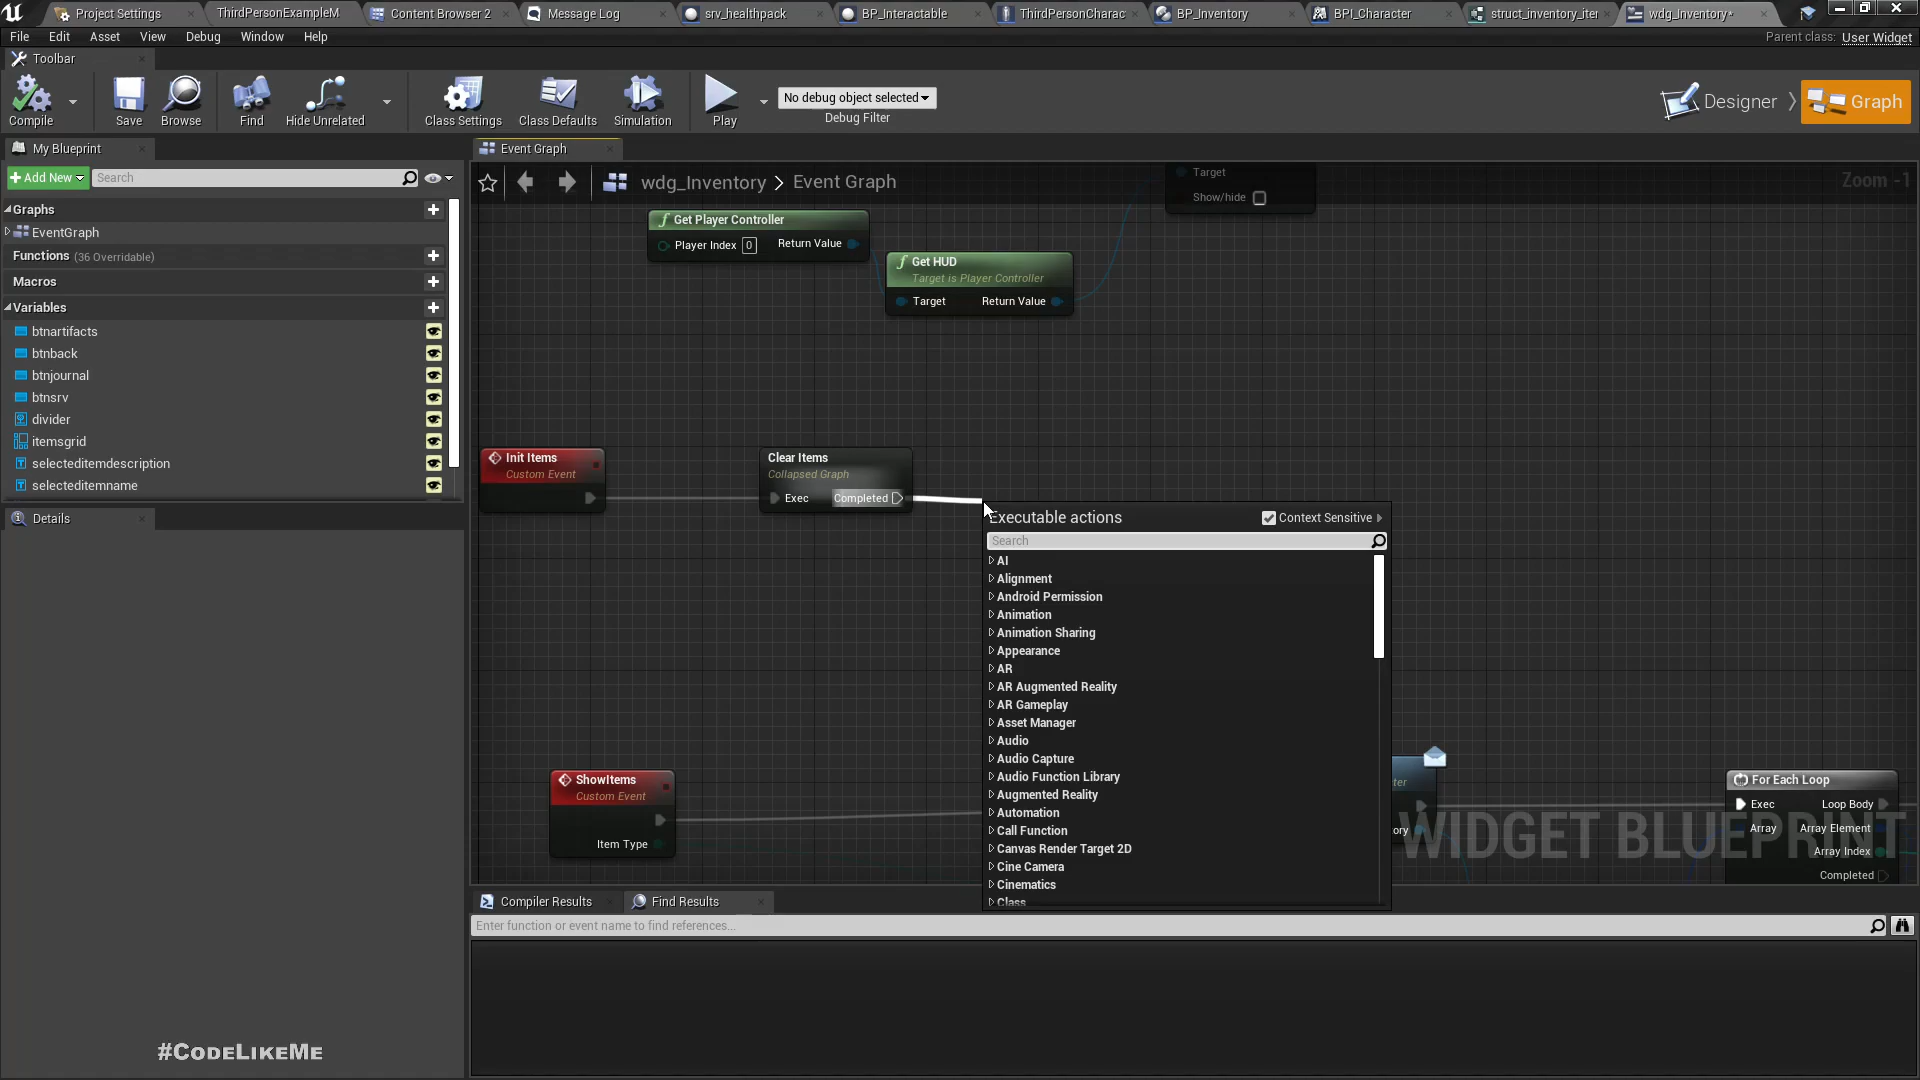 Project Settings
ThirdPersonExampleM
Content Browser 2
Message Log
srv_healthpack
BP_Interactable
ThirdPersonCharac
BP_Inventory
BPI_Character
struct_inventory_iter
wdg_Inventory*
File Edit Asset View Debug Window Help
Parent class: User Widget
Toolbar
Compile
Save
Browse
Find
Hide Unrelated
Class Settings
Class Defaults
Simulation
Play
No debug object selected
Debug Filter
Designer
Graph
My Blueprint
Event Graph
+Add New
Search
wdg_Inventory > Event Graph
Zoom -1
Graphs
EventGraph
Functions (36 Overridable)
Macros
Variables
btnartifacts
btnback
btnjournal
btnsrv
divider
itemsgrid
selecteditemdescription
selecteditemname
Details
Target
Show/hide
Get Player Controller
Player Index 0 Return Value
Get HUD
Target is Player Controller
Target Return Value
Init Items
Custom Event
Clear Items
Collapsed Graph
Exec Completed
Executable actions
Context Sensitive
Search
AI
Alignment
Android Permission
Animation
Animation Sharing
Appearance
AR
AR Augmented Reality
AR Gameplay
Asset Manager
Audio
Audio Capture
Audio Function Library
Augmented Reality
Automation
Call Function
Canvas Render Target 2D
Cine Camera
Cinematics
Class
ShowItems
Custom Event
Item Type
ter
ory
For Each Loop
Exec Loop Body
Array Array Element
Array Index
Completed
WIDGET BLUEPRINT
Compiler Results
Find Results
Enter function or event name to find references...
#CodeLikeMe